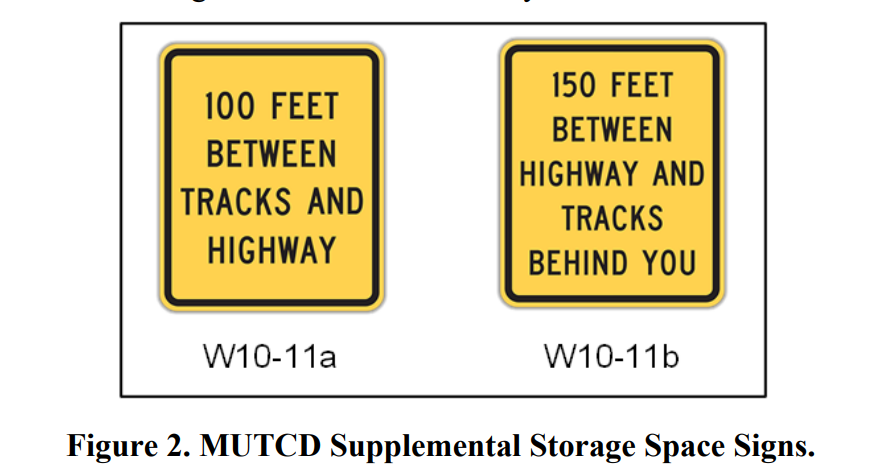 100 FEET
BETWEEN
TRACKS AND
HIGHWAY
W10-11a
150 FEET
BETWEEN
HIGHWAY AND
TRACKS
BEHIND YOU
W10-11b
Figure 2. MUTCD Supplemental Storage Space Signs.